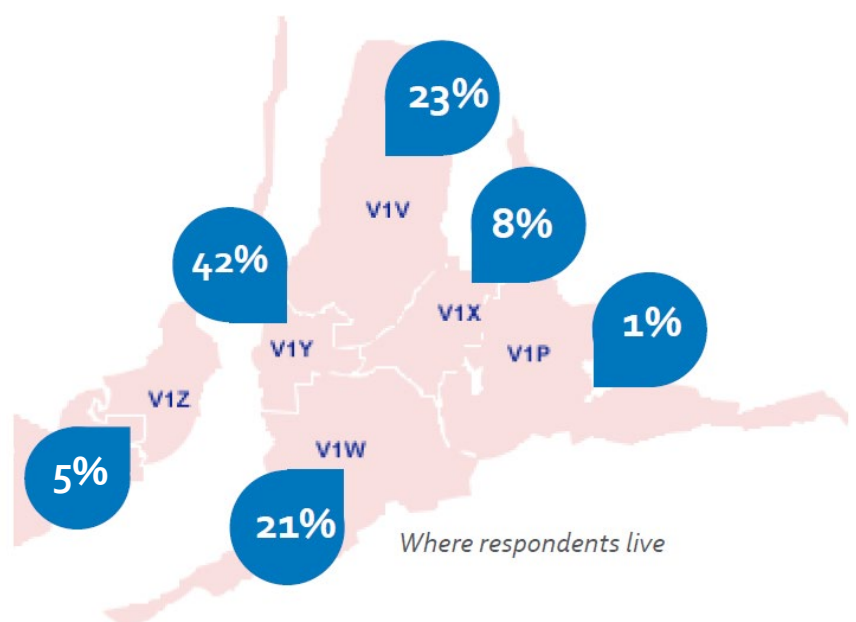 23%
V1V
8%
42%
V1X
1%
V1Y
V1P
V1Z
V1W
5%
21%
Where respondents live